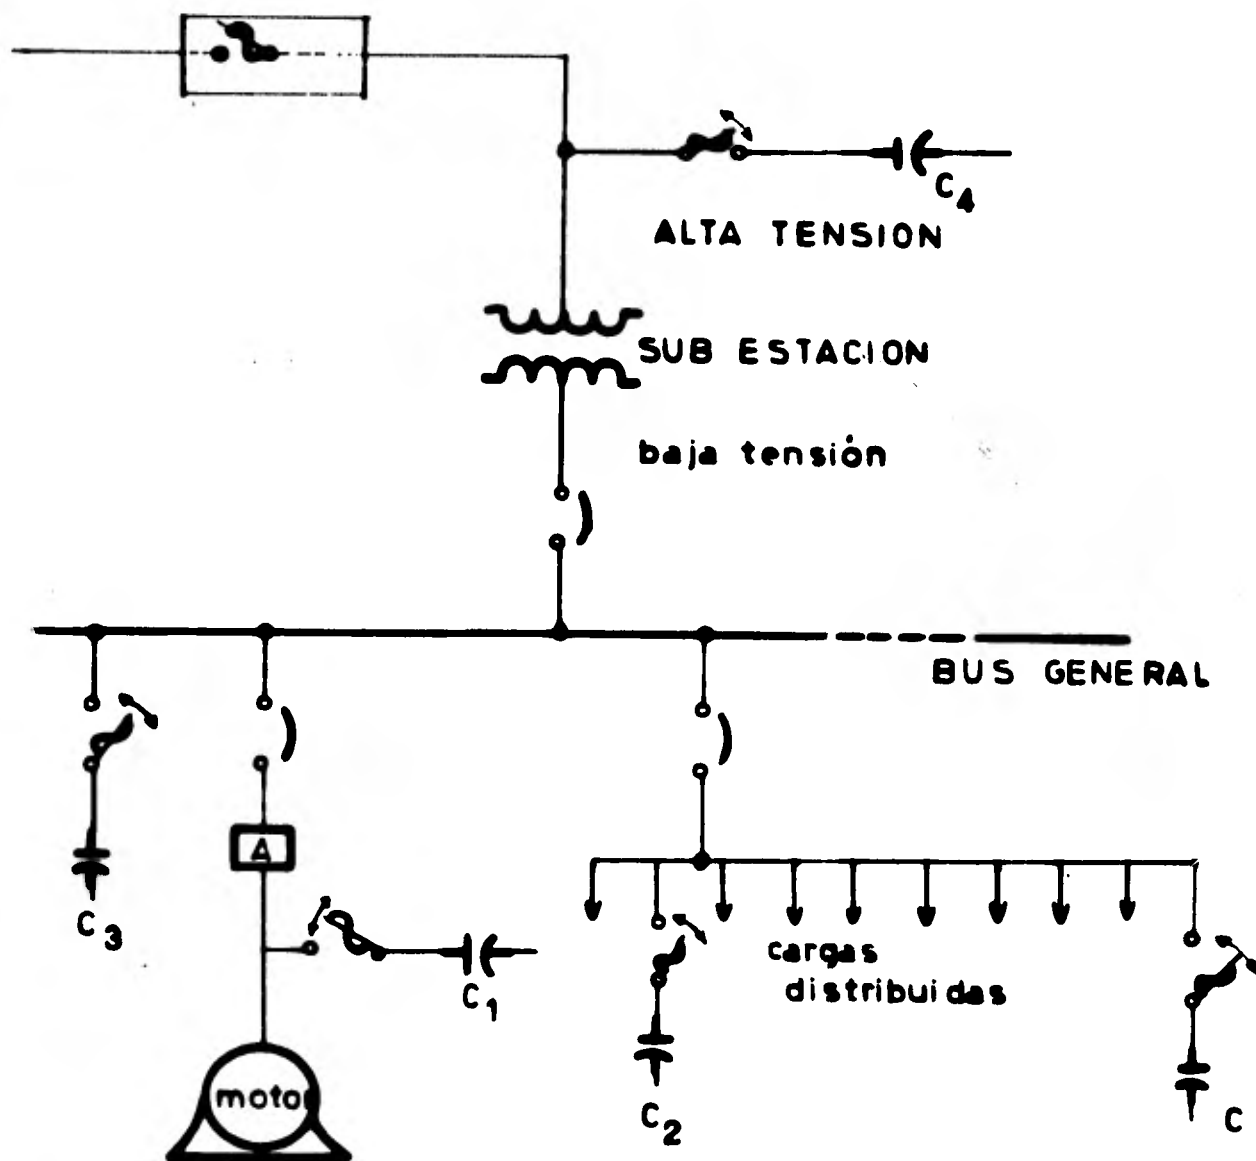 C4
ALTA TENSION
SUB ESTACION
baja tensión
BUS GENERAL
A
C3
C1
cargas
distribuidas
motor
C2
C